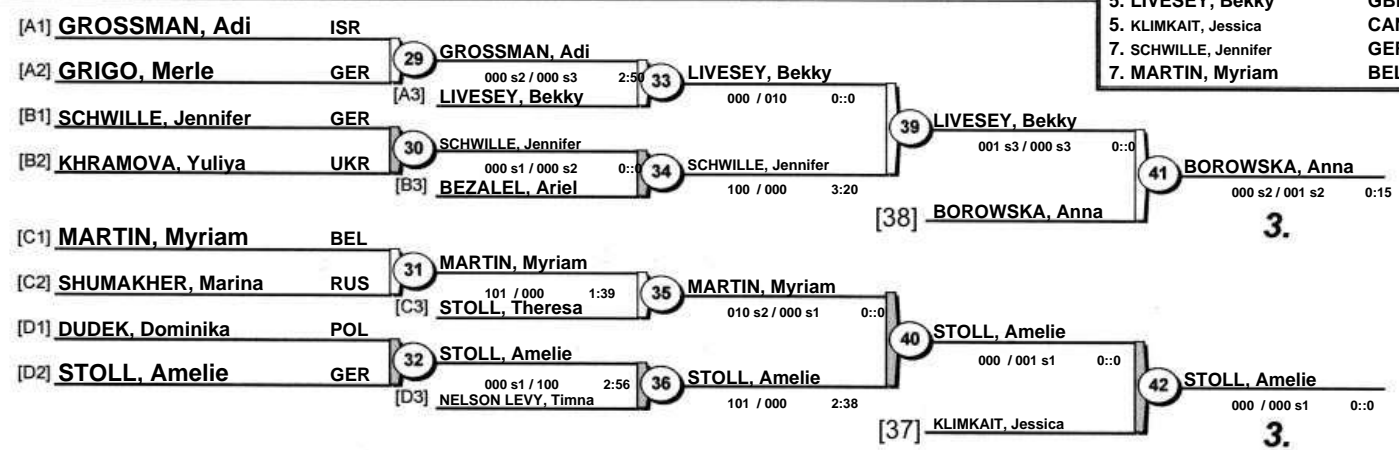 5. LIVESEY, Bekky
5. KLIMKAIT, Jessica
7. SCHWILLE, Jennifer
7. MARTIN, Myriam
[A1] GROSSMAN, Adi ISR
[A2] GRIGO, Merle GER
29
GROSSMAN, Adi
000 s2 / 000 s3 2:50
[A3] LIVESEY, Bekky
33
LIVESEY, Bekky
000 / 010 0::0
[B1] SCHWILLE, Jennifer GER
[B2] KHRAMOVA, Yuliya UKR
30
SCHWILLE, Jennifer
000 s1 / 000 s2 0::0
[B3] BEZALEL, Ariel
34
SCHWILLE, Jennifer
100 / 000 3:20
39
LIVESEY, Bekky
001 s3 / 000 s3 0::0
[38] BOROWSKA, Anna
41
BOROWSKA, Anna
000 s2 / 001 s2 0:15
3.
[C1] MARTIN, Myriam BEL
[C2] SHUMAKHER, Marina RUS
31
MARTIN, Myriam
101 / 000 1:39
[C3] STOLL, Theresa
35
MARTIN, Myriam
010 s2 / 000 s1 0::0
[D1] DUDEK, Dominika POL
[D2] STOLL, Amelie GER
32
STOLL, Amelie
000 s1 / 100 2:56
[D3] NELSON LEVY, Timna
36
STOLL, Amelie
101 / 000 2:38
40
STOLL, Amelie
000 / 001 s1 0::0
[37] KLIMKAIT, Jessica
42
STOLL, Amelie
000 / 000 s1 0::0
3.